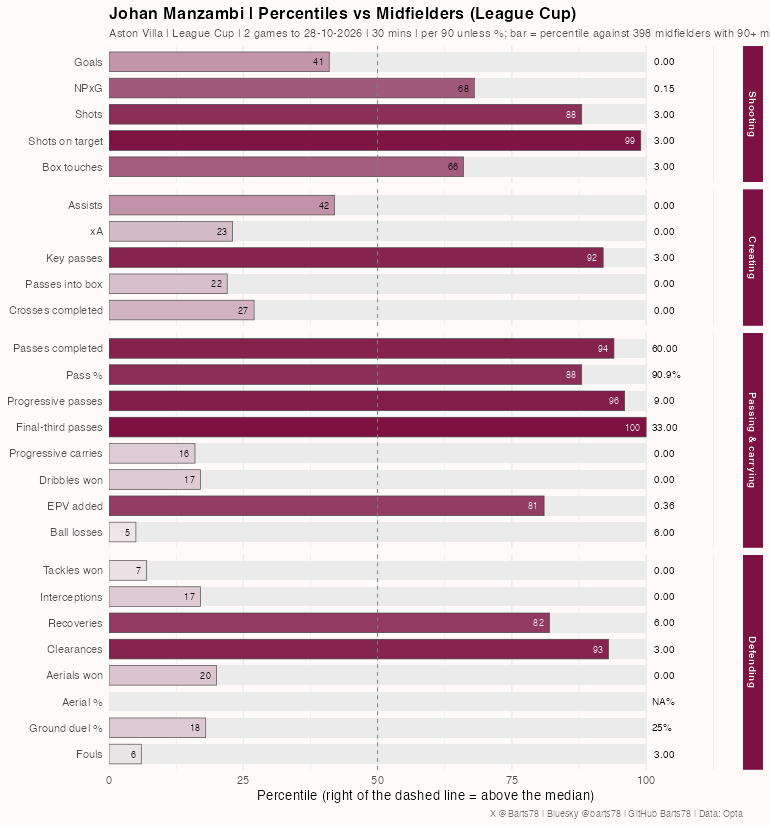 Johan Manzambi | Percentiles vs Midfielders (League Cup)
Aston Villa | League Cup | 2 games to 28-10-2026 | 30 mins | per 90 unless %; bar = percentile against 398 midfielders with 90+ m
Shooting
Goals 41 0.00
NPxG 68 0.15
Shots 88 3.00
Shots on target 99 3.00
Box touches 66 3.00
Creating
Assists 42 0.00
xA 23 0.00
Key passes 92 3.00
Passes into box 22 0.00
Crosses completed 27 0.00
Passing & carrying
Passes completed 94 60.00
Pass % 88 90.9%
Progressive passes 96 9.00
Final-third passes 100 33.00
Progressive carries 16 0.00
Dribbles won 17 0.00
EPV added 81 0.36
Ball losses 5 6.00
Defending
Tackles won 7 0.00
Interceptions 17 0.00
Recoveries 82 6.00
Clearances 93 3.00
Aerials won 20 0.00
Aerial % NA%
Ground duel % 18 25%
Fouls 6 3.00
0 25 50 75 100
Percentile (right of the dashed line = above the median)
X @Barts78 | Bluesky @barts78 | GitHub Barts78 | Data: Opta